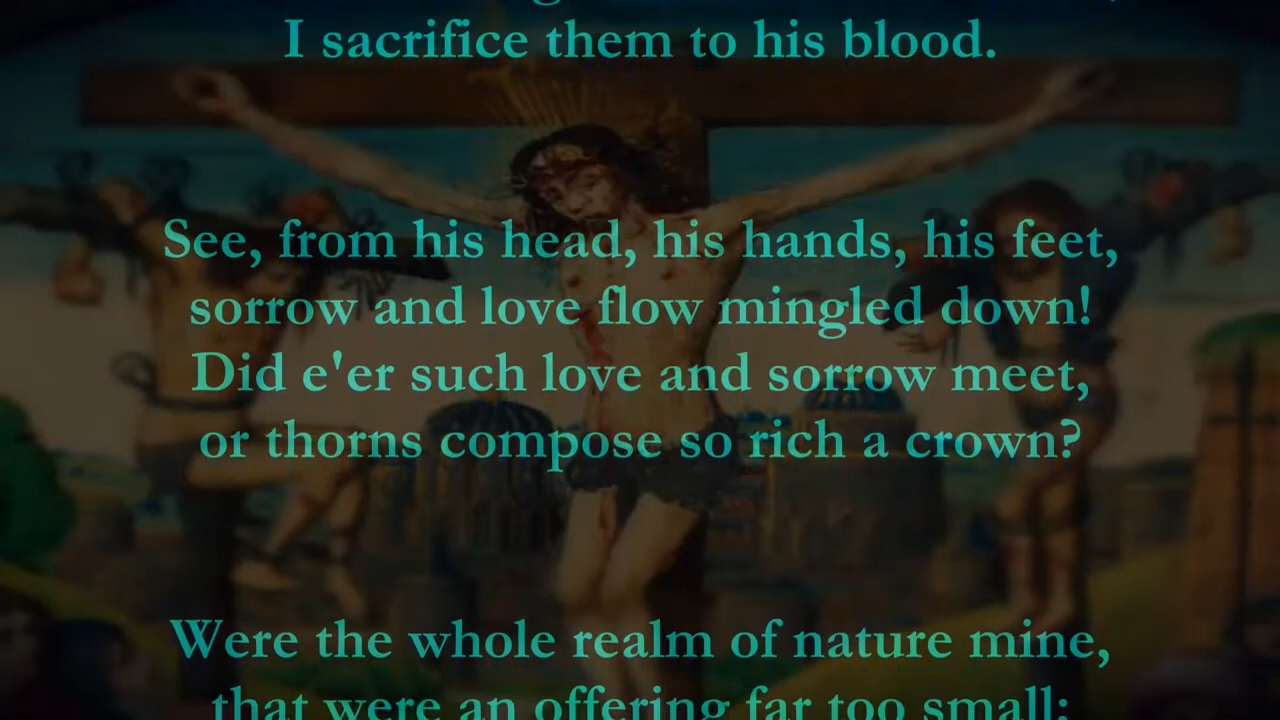 I sacrifice them to his blood.
See, from his head, his hands, his feet,
sorrow and love flow mingled down!
Did e'er such love and sorrow meet,
or thorns compose so rich a crown?
Were the whole realm of nature mine,
that were an offering far too small;